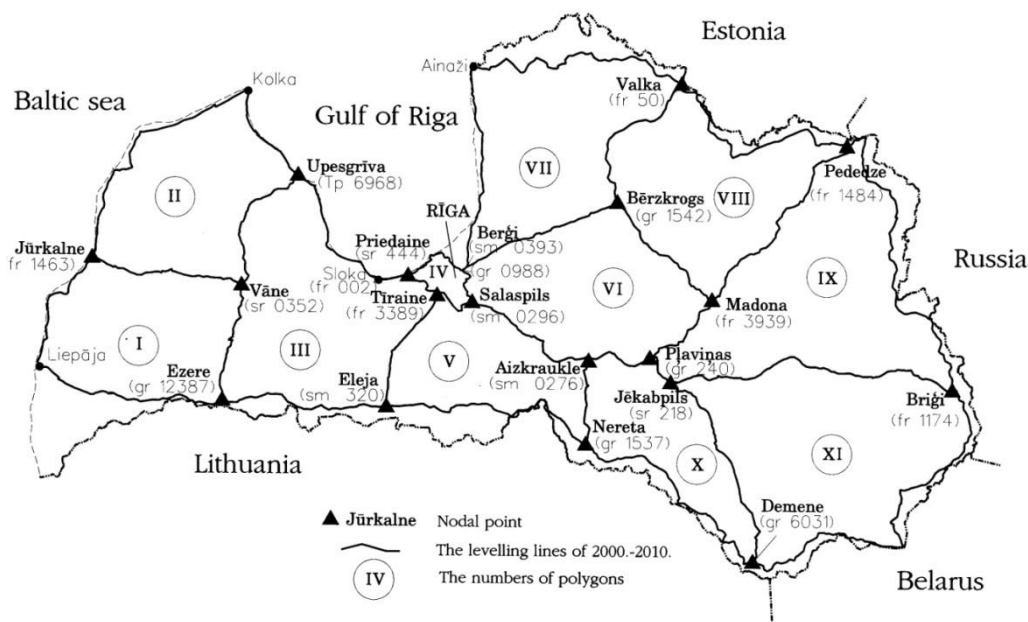 Estonia
Ainaži
Valka
(fr 50)
Kolka
Baltic sea
Gulf of Riga
VII
Pededze
(fr 1484)
Upesgrīva
(Tp 6968)
II
VIII
Bērzkrogs
(gr 1542)
RĪGA
Priedaine
(sr 444)
Berģi
(sm 0393)
(gr 0988)
Jūrkalne
fr 1463)
Sloka
(fr 002)
IV
VI
IX
Russia
Vāne
(sr 0352)
Tīraine
(fr 3389)
Salaspils
(sm 0296)
Madona
(fr 3939)
I
III
V
Liepāja
Ezere
(gr 12387)
Eleja
(sm 320)
Aizkraukle
(sm 0276)
Pļaviņas
(gr 240)
Jēkabpils
(sr 218)
Briģi
(fr 1174)
Nereta
(gr 1537)
Lithuania
X
XI
Demene
(gr 6031)
Jūrkalne Nodal point
The levelling lines of 2000.-2010.
IV The numbers of polygons
Belarus